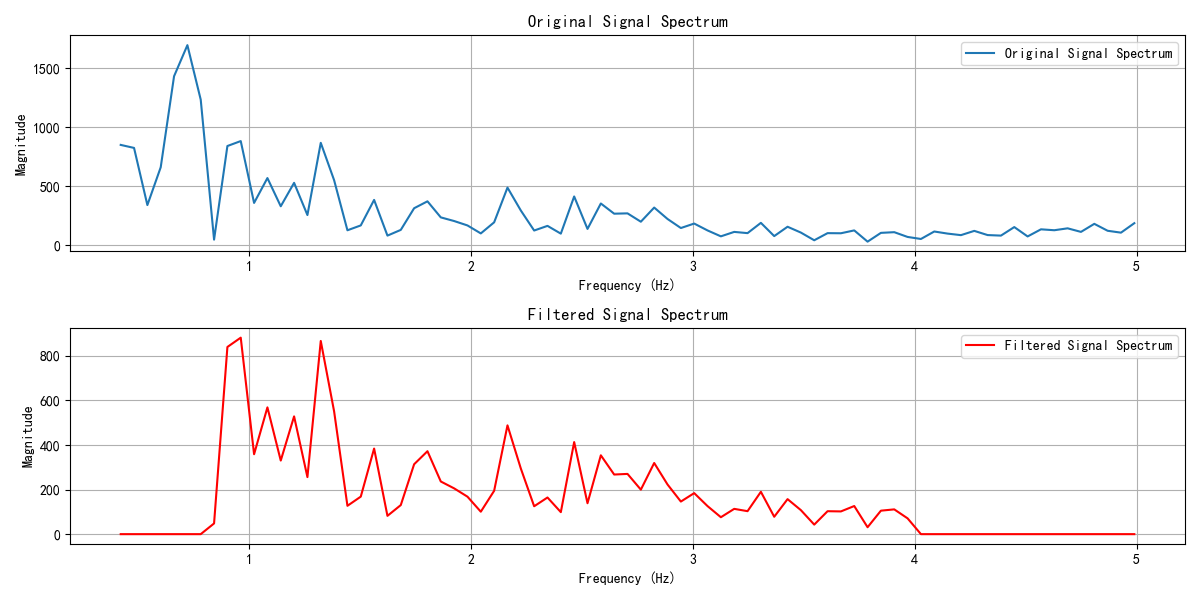 Original Signal Spectrum
Original Signal Spectrum
1500
1000
500
0
Magnitude
1 2 3 4 5
Frequency (Hz)
Filtered Signal Spectrum
Filtered Signal Spectrum
800
600
400
200
0
Magnitude
1 2 3 4 5
Frequency (Hz)